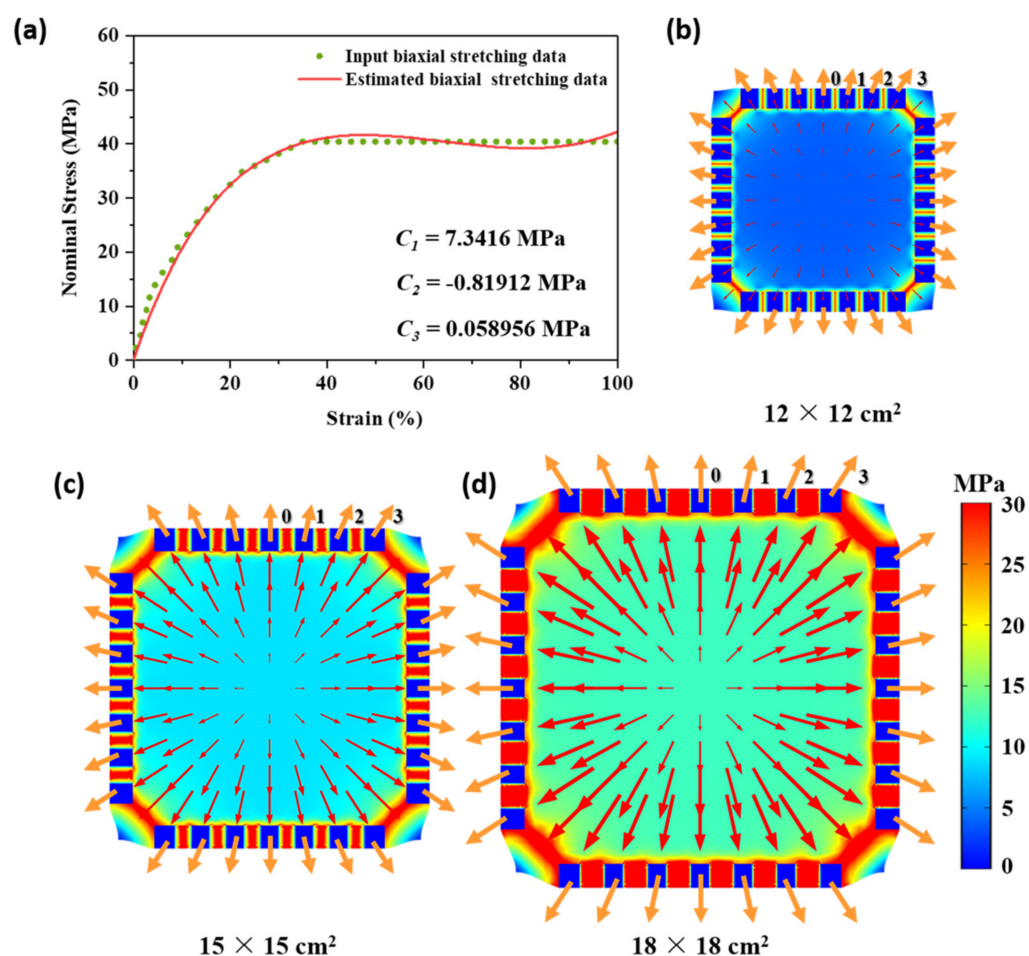 (a)
60
50
40
30
20
10
0
Nominal Stress (MPa)
Input biaxial stretching data
Estimated biaxial stretching data
C1 = 7.3416 MPa
C2 = -0.81912 MPa
C3 = 0.058956 MPa
0 20 40 60 80 100
Strain (%)
(b)
0 1 2 3
12 × 12 cm²
(c)
0 1 2 3
15 × 15 cm²
(d)
0 1 2 3
18 × 18 cm²
MPa
30
20
10
0